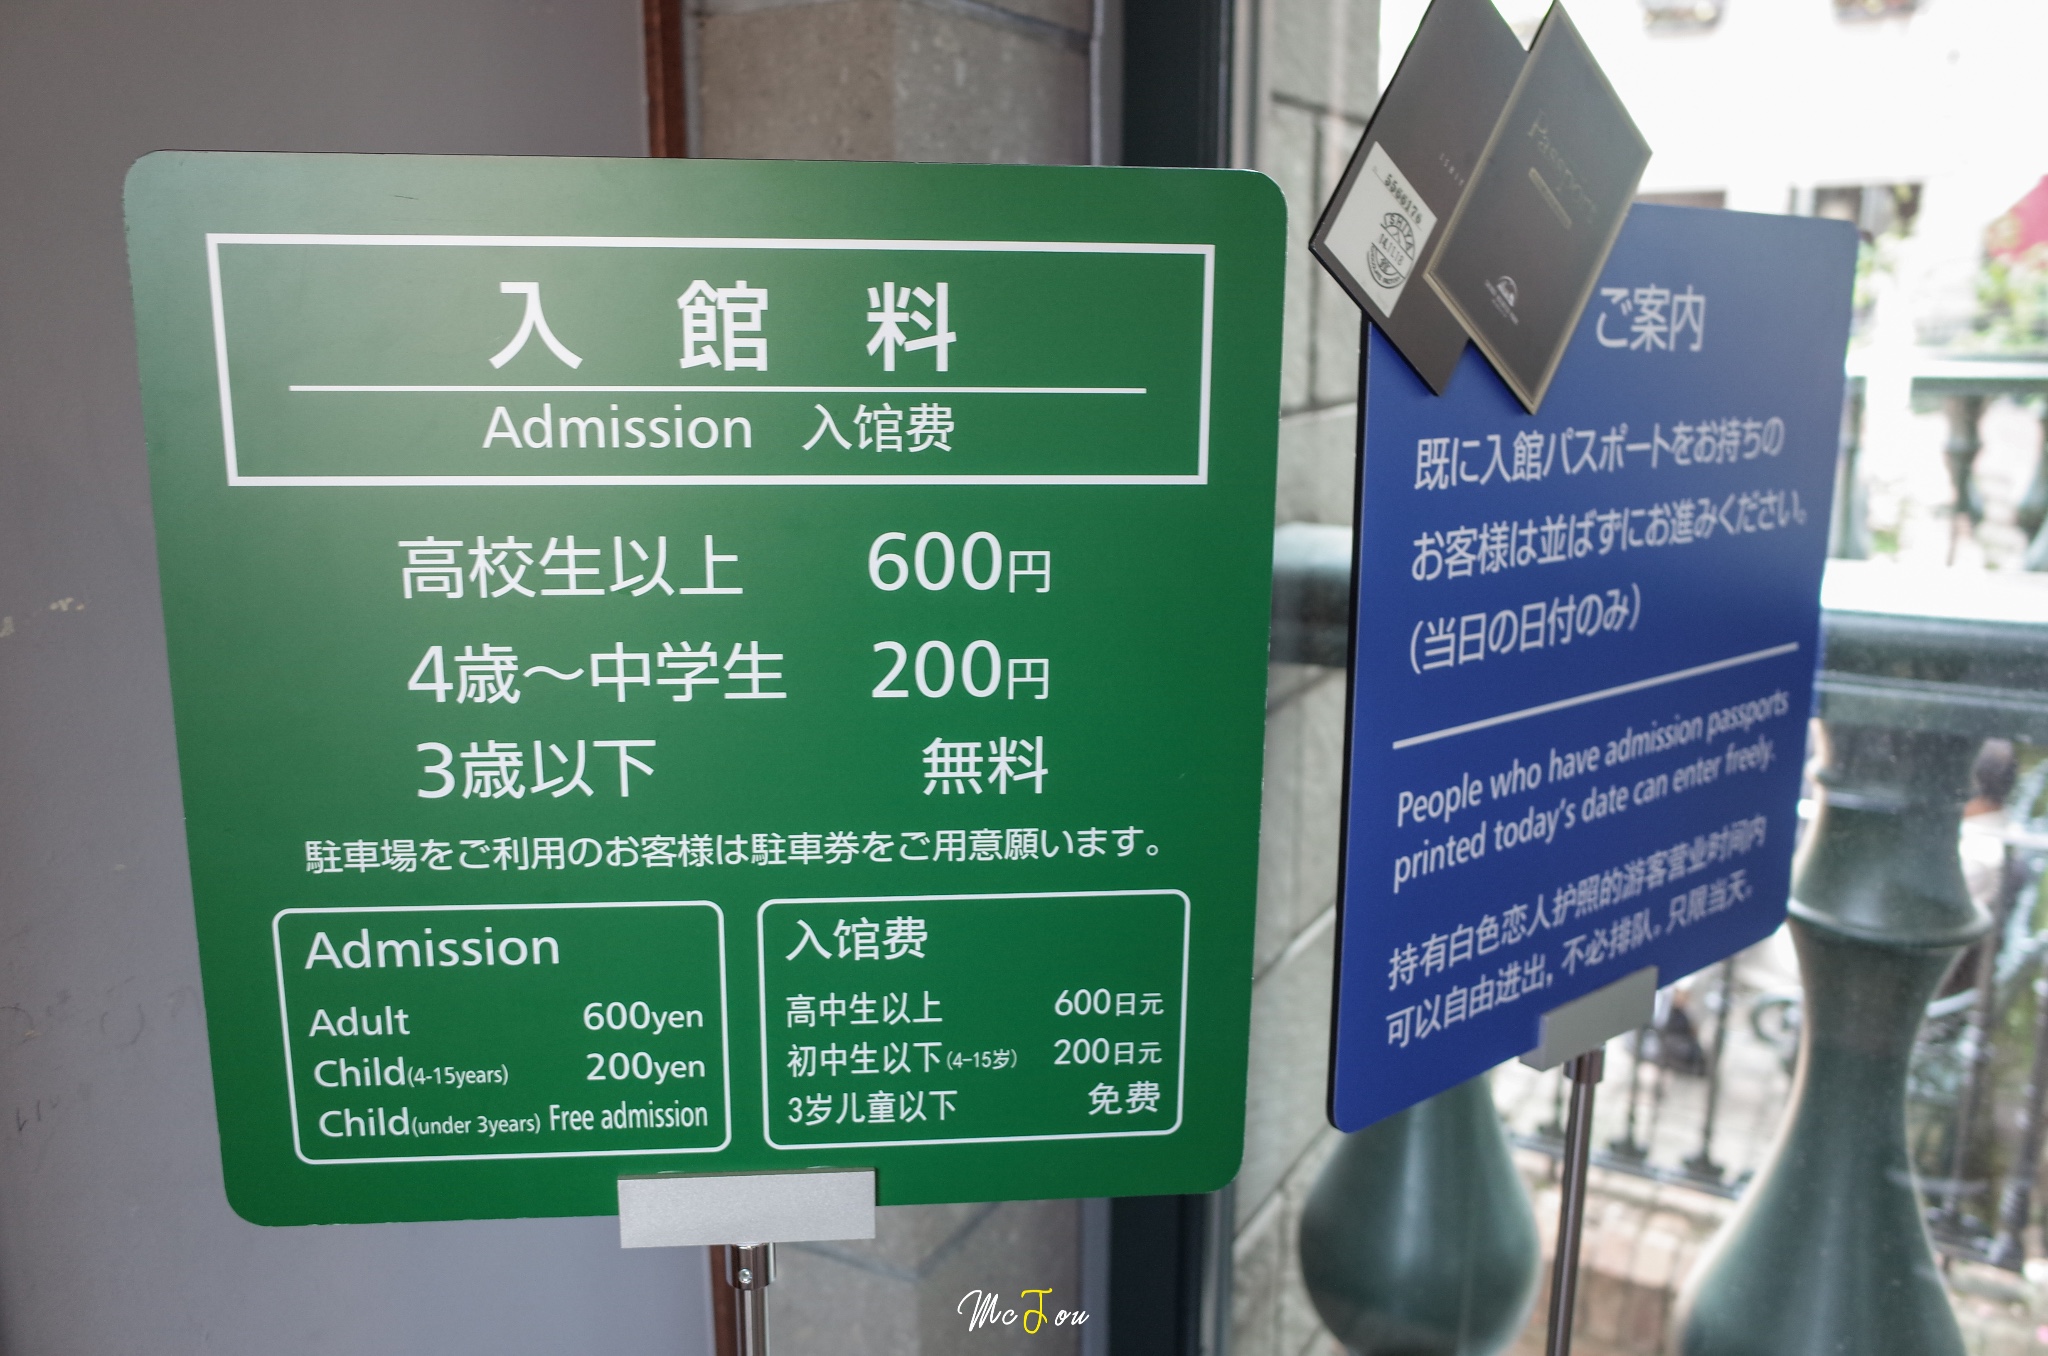 入館料
Admission 入馆费
高校生以上 600円
4歳～中学生 200円
3歳以下 無料
駐車場をご利用のお客様は駐車券をご用意願います。
Admission
Adult 600yen
Child(4-15years) 200yen
Child(under 3years) Free admission
入馆费
高中生以上 600日元
初中生以下(4-15岁) 200日元
3岁儿童以下 免费
Passport
ご案内
既に入館パスポートをお持ちの
お客様は並ばずにお進みください。
(当日の日付のみ)
People who have admission passports
printed today's date can enter freely.
持有白色恋人护照的游客营业时间内
可以自由进出，不必排队。只限当天。
McJou